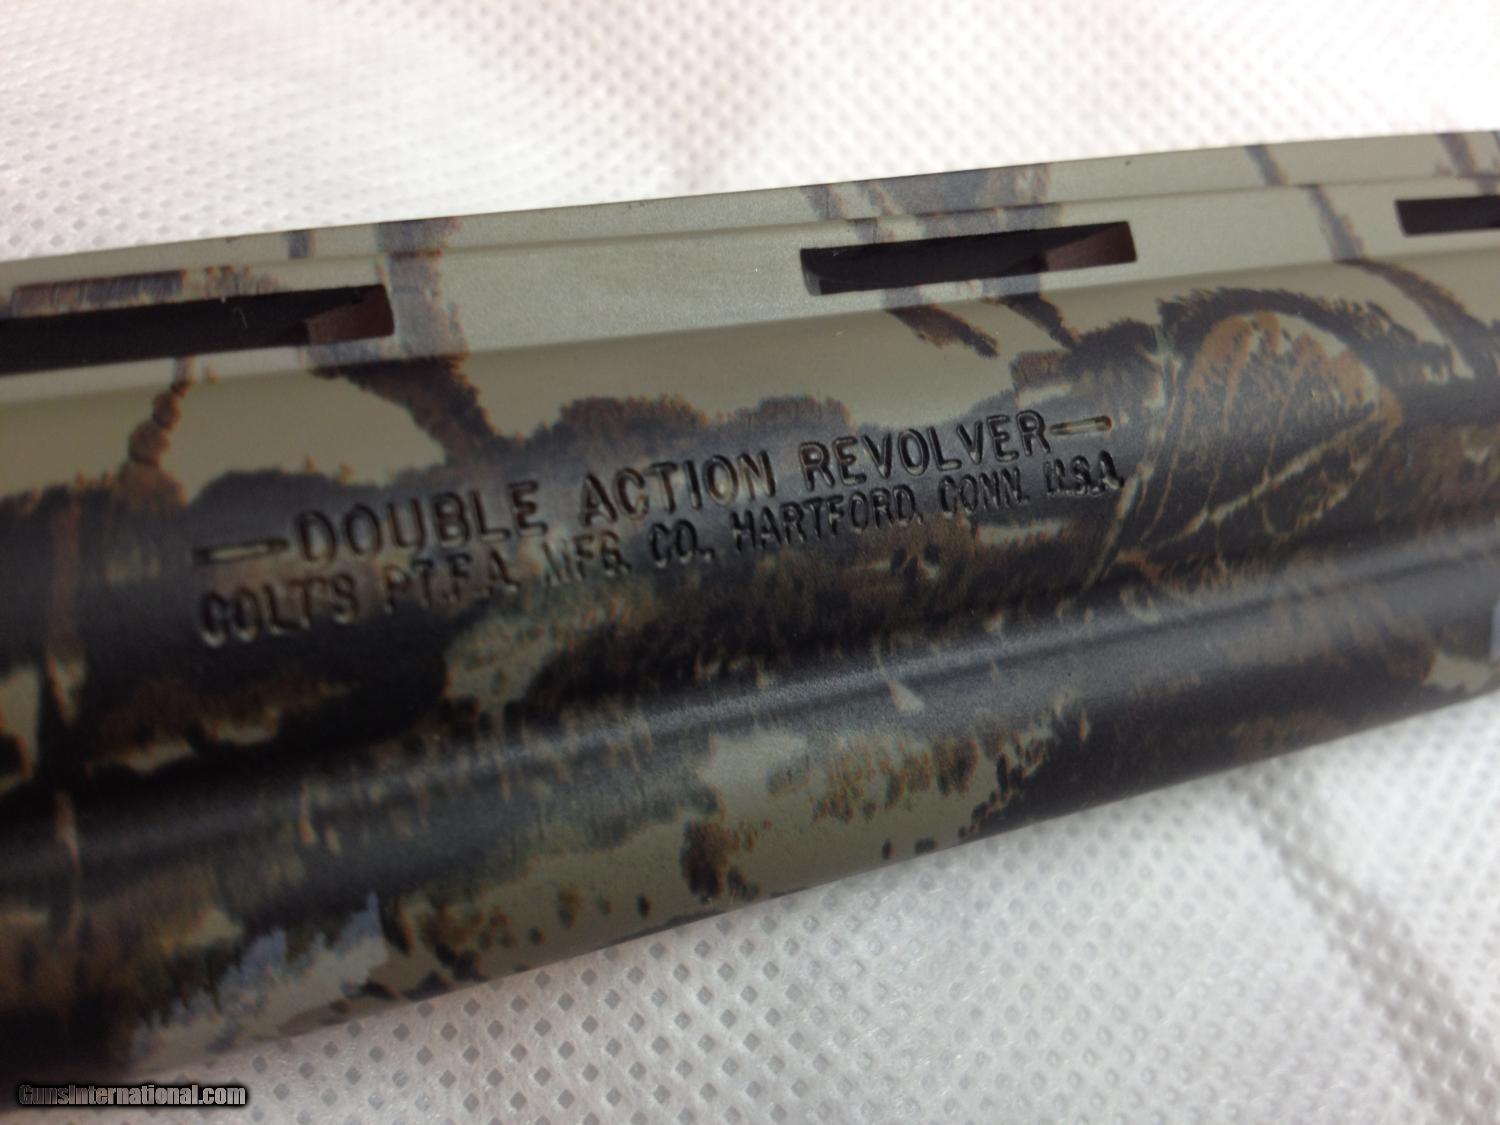 —DOUBLE ACTION REVOLVER—
COLT'S PT.F.A. MFG. CO., HARTFORD, CONN. U.S.A.
GunsInternational.com